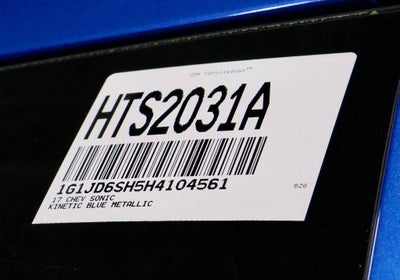 CDK VehicleScan™
HTS2031A
1G1JD6SH5H4104561
17 CHEV SONIC
KINETIC BLUE METALLIC
826